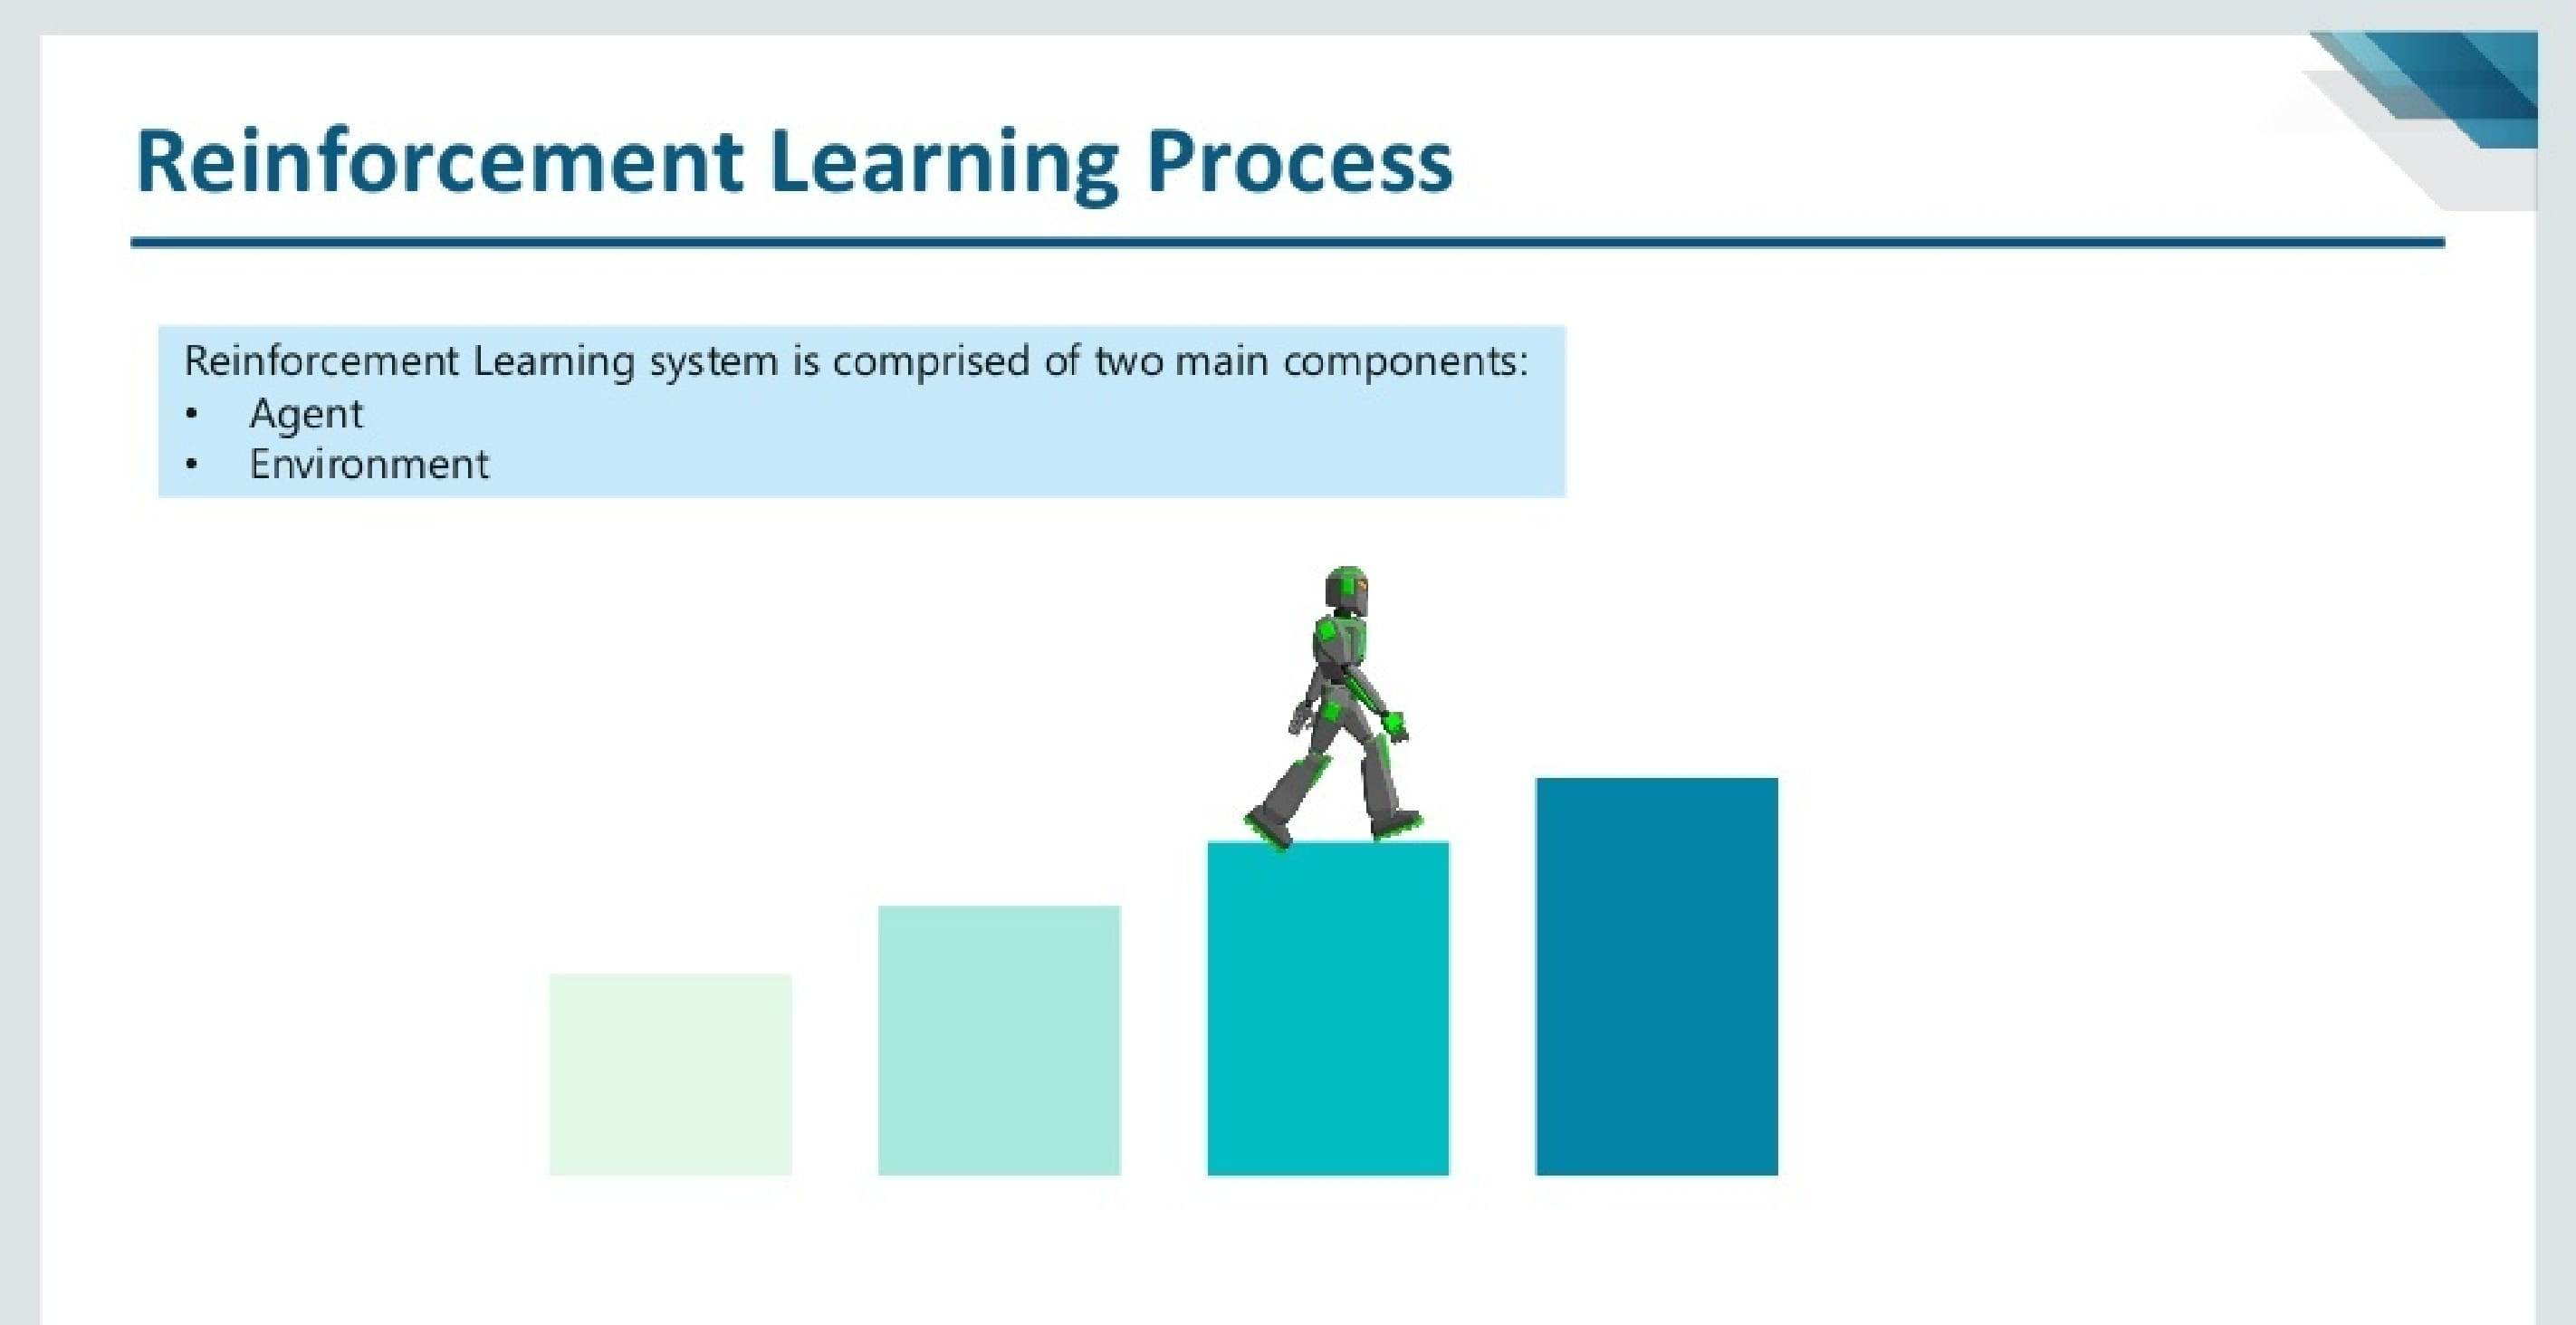 Reinforcement Learning Process
Reinforcement Learning system is comprised of two main components:
• Agent
• Environment